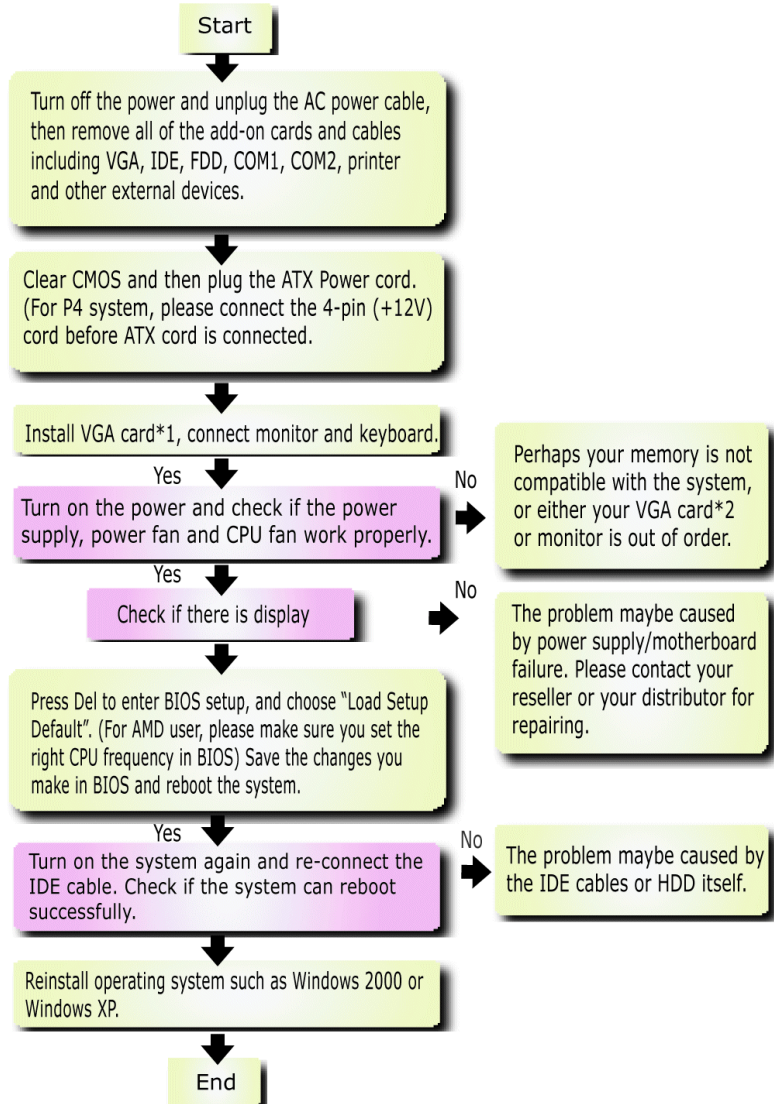 Start
Turn off the power and unplug the AC power cable,
then remove all of the add-on cards and cables
including VGA, IDE, FDD, COM1, COM2, printer
and other external devices.
Clear CMOS and then plug the ATX Power cord.
(For P4 system, please connect the 4-pin (+12V)
cord before ATX cord is connected.
Install VGA card*1, connect monitor and keyboard.
Yes
No
Turn on the power and check if the power
supply, power fan and CPU fan work properly.
Perhaps your memory is not
compatible with the system,
or either your VGA card*2
or monitor is out of order.
Yes
No
Check if there is display
The problem maybe caused
by power supply/motherboard
failure. Please contact your
reseller or your distributor for
repairing.
Press Del to enter BIOS setup, and choose “Load Setup
Default”. (For AMD user, please make sure you set the
right CPU frequency in BIOS) Save the changes you
make in BIOS and reboot the system.
Yes
No
Turn on the system again and re-connect the
IDE cable. Check if the system can reboot
successfully.
The problem maybe caused by
the IDE cables or HDD itself.
Reinstall operating system such as Windows 2000 or
Windows XP.
End